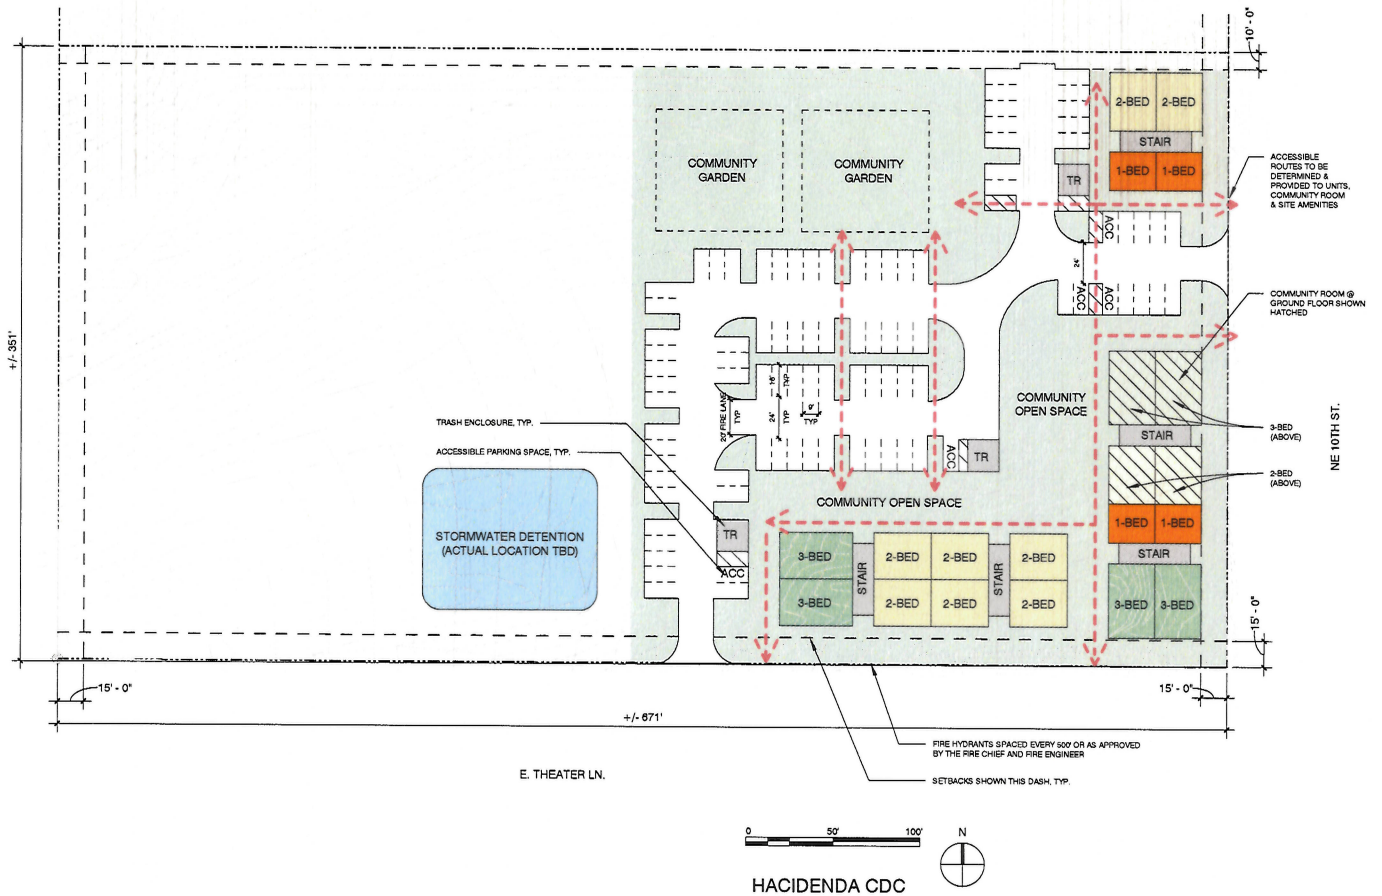 10' - 0"
2-BED 2-BED
STAIR
1-BED 1-BED
COMMUNITY
GARDEN
COMMUNITY
GARDEN
TR
ACCESSIBLE
ROUTES TO BE
DETERMINED &
PROVIDED TO UNITS,
COMMUNITY ROOM
& SITE AMENITIES
ACC
24'
ACC
ACC
COMMUNITY ROOM @
GROUND FLOOR SHOWN
HATCHED
+/- 351'
16'
TYP
9'
TYP
24'
TYP
20' FIRE LANE
TYP
COMMUNITY
OPEN SPACE
TRASH ENCLOSURE, TYP.
ACCESSIBLE PARKING SPACE, TYP.
ACC
TR
STAIR
3-BED
(ABOVE)
NE 10TH ST.
2-BED
(ABOVE)
COMMUNITY OPEN SPACE
STORMWATER DETENTION
(ACTUAL LOCATION TBD)
TR
ACC
1-BED 1-BED
STAIR
3-BED 3-BED
3-BED
3-BED
STAIR
2-BED 2-BED
2-BED 2-BED
STAIR
2-BED
2-BED
15' - 0"
15' - 0"
15' - 0"
+/- 671'
FIRE HYDRANTS SPACED EVERY 500' OR AS APPROVED
BY THE FIRE CHIEF AND FIRE ENGINEER
E. THEATER LN.
SETBACKS SHOWN THIS DASH, TYP.
0 50' 100'
N
HACIDENDA CDC